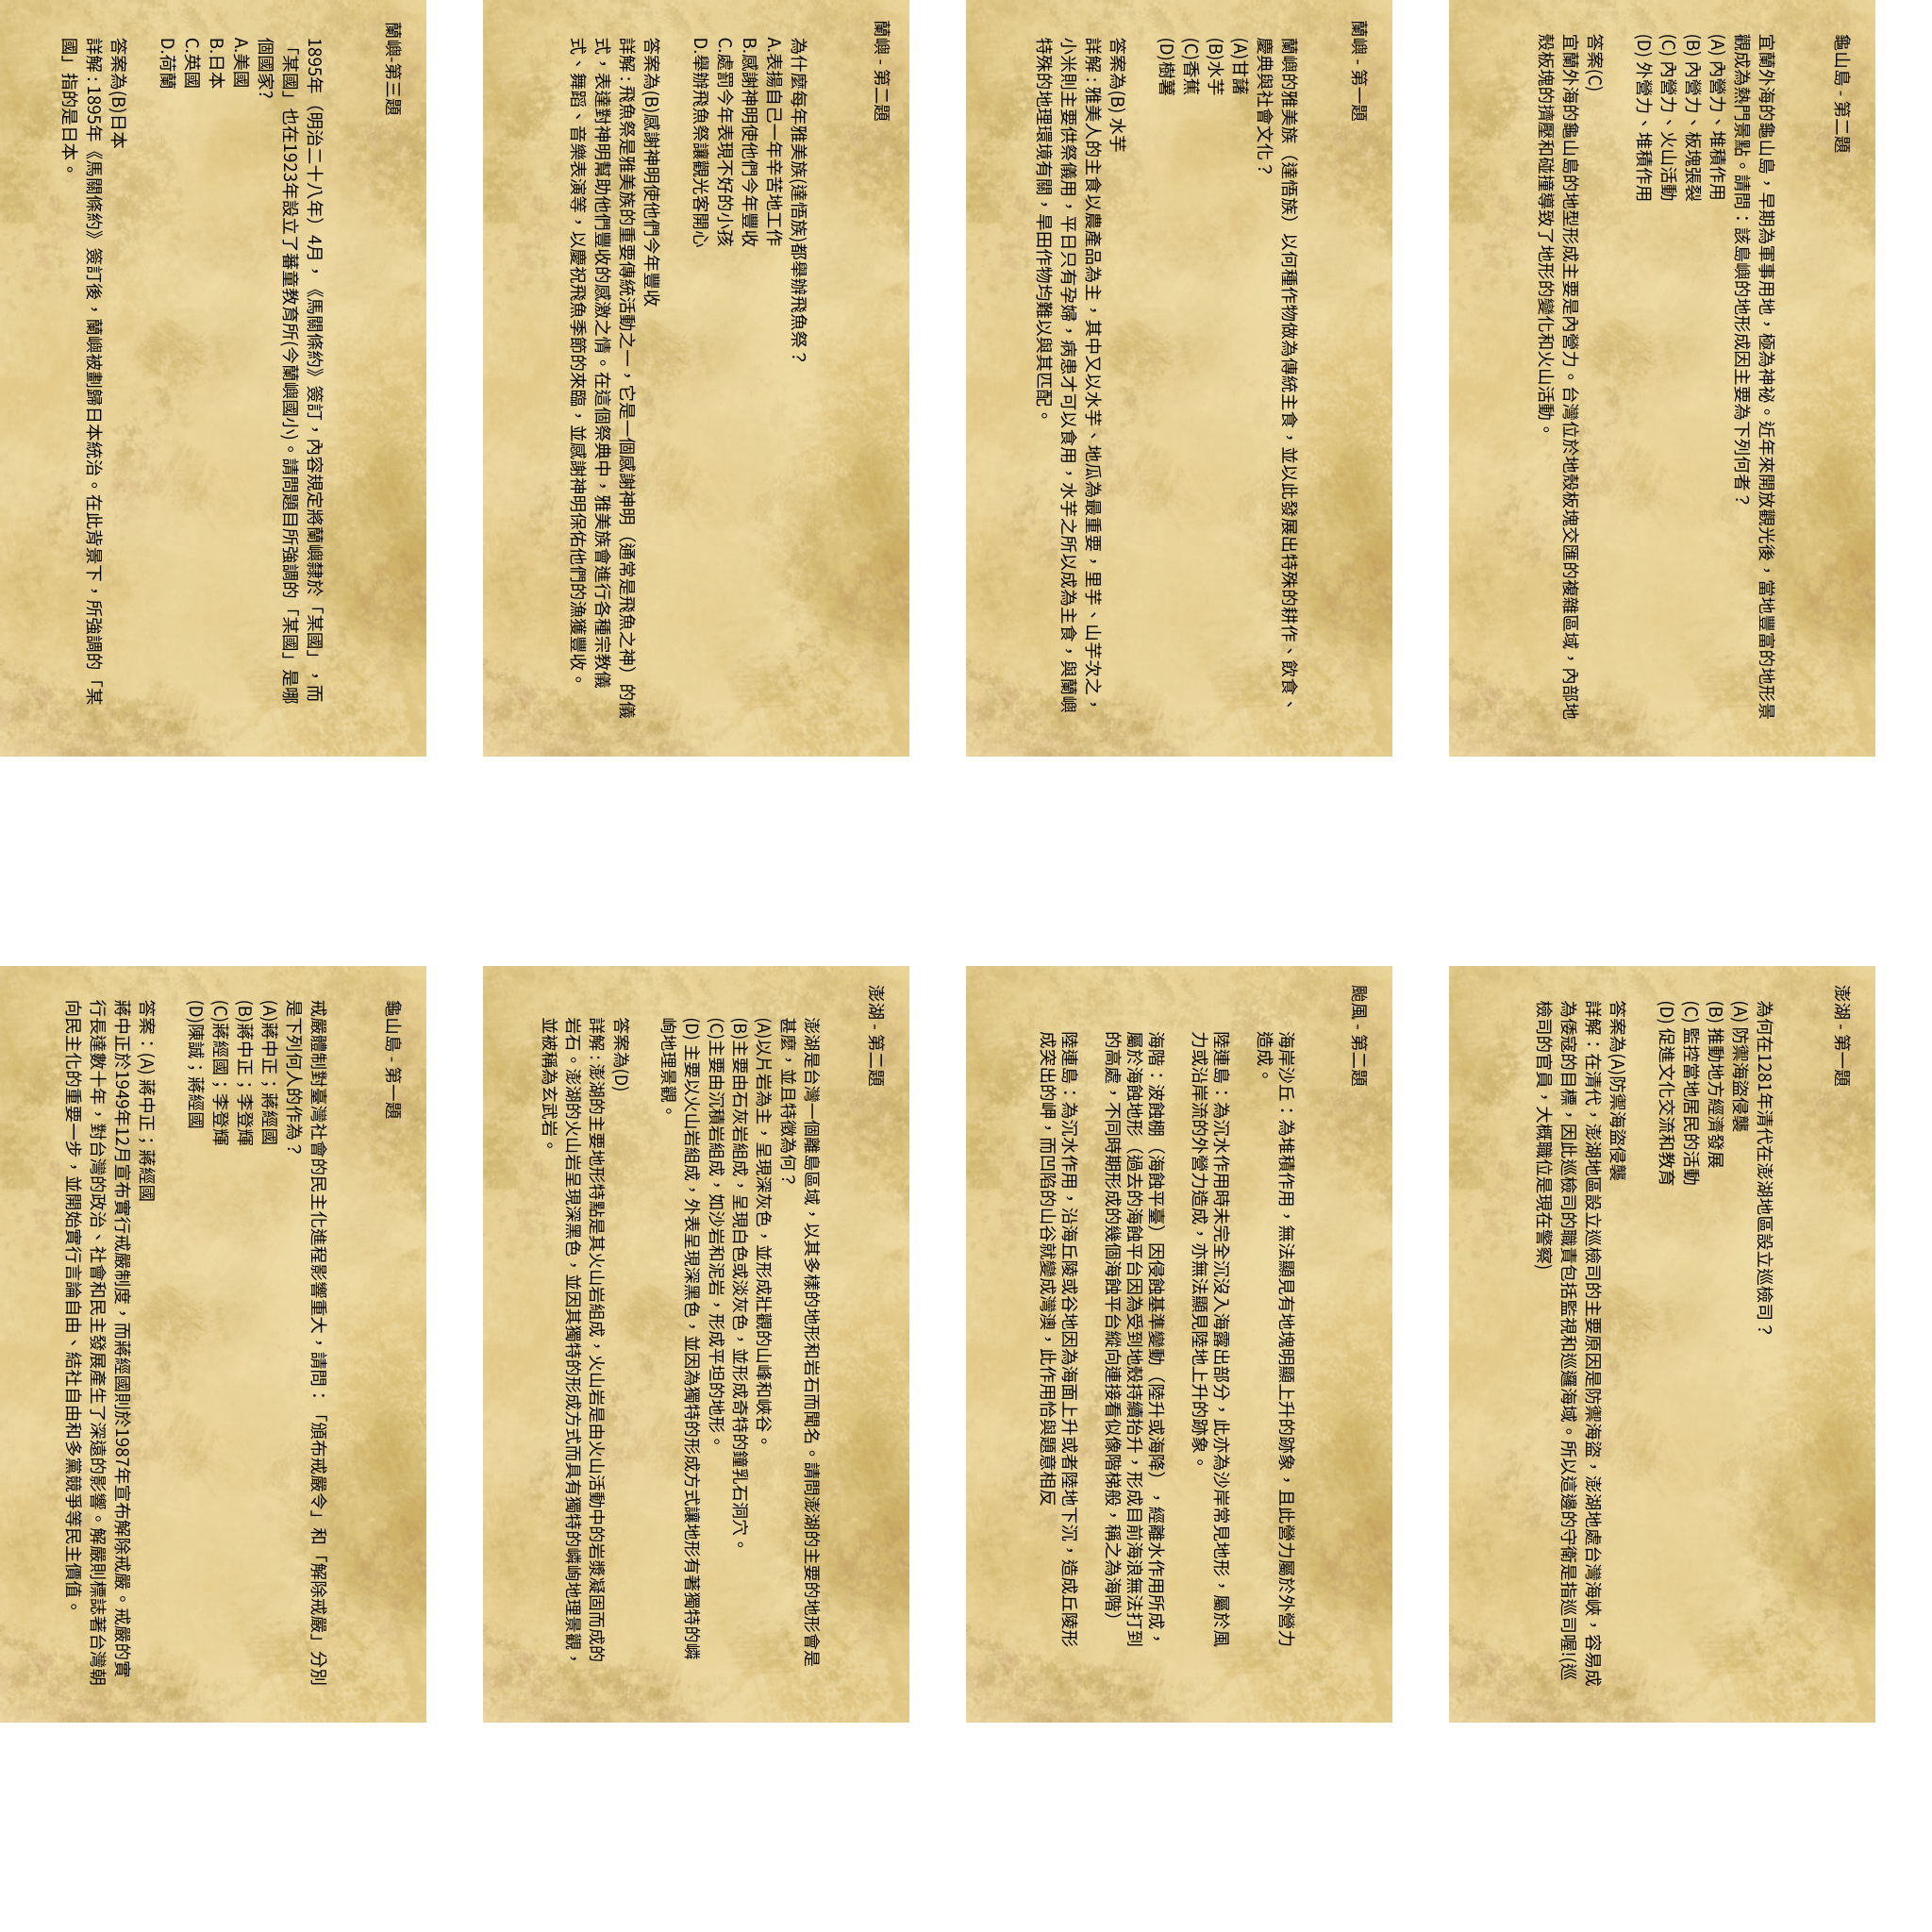 龜山島 - 第二題
宜蘭外海的龜山島，早期為軍事用地，極為神祕。近年來開放觀光後，當地豐富的地形景
觀成為熱門景點。請問：該島嶼的地形成因主要為下列何者？
(A) 內營力、堆積作用
(B) 內營力、板塊張裂
(C) 內營力、火山活動
(D) 外營力、堆積作用
答案(C)
宜蘭外海的龜山島的地型形成主要是內營力。台灣位於地殼板塊交匯的複雜區域，內部地
殼板塊的擠壓和碰撞導致了地形的變化和火山活動。
澎湖 - 第一題
為何在1281年清代在澎湖地區設立巡檢司？
(A) 防禦海盜侵襲
(B) 推動地方經濟發展
(C) 監控當地居民的活動
(D) 促進文化交流和教育
答案為(A)防禦海盜侵襲
詳解：在清代，澎湖地區設立巡檢司的主要原因是防禦海盜，澎湖地處台灣海峽，容易成
為倭寇的目標，因此巡檢司的職責包括監視和巡邏海域。所以這邊的守衛是指巡司喔!(巡
檢司的官員，大概職位是現在警察)
蘭嶼 - 第一題
蘭嶼的雅美族（達悟族）以何種作物做為傳統主食，並以此發展出特殊的耕作、飲食、
慶典與社會文化？
(A)甘藷
(B)水芋
(C)香蕉
(D)樹薯
答案為(B) 水芋
詳解：雅美人的主食以農產品為主，其中又以水芋、地瓜為最重要，里芋、山芋次之，
小米則主要供祭儀用，平日只有孕婦，病患才可以食用，水芋之所以成為主食，與蘭嶼
特殊的地理環境有關，旱田作物均難以與其匹配。
颱風 - 第二題
海岸沙丘：為堆積作用，無法顯見有地塊明顯上升的跡象，且此營力屬於外營力
造成。
陸連島：為沉水作用時未完全沉沒入海露出部分，此亦為沙岸常見地形，屬於風
力或沿岸流的外營力造成，亦無法顯見陸地上升的跡象。
海階：波蝕棚（海蝕平臺）因侵蝕基準變動（陸升或海降），經離水作用所成，
屬於海蝕地形（過去的海蝕平台因為受到地殼持續抬升，形成目前海浪無法打到
的高處，不同時期形成的幾個海蝕平台縱向連接看似像階梯般，稱之為海階）
陸連島：為沉水作用，沿海丘陵或谷地因為海面上升或者陸地下沉，造成丘陵形
成突出的岬，而凹陷的山谷就變成灣澳，此作用恰與題意相反
蘭嶼 - 第二題
為什麼每年雅美族(達悟族)都舉辦飛魚祭？
A.表揚自己一年辛苦地工作
B.感謝神明使他們今年豐收
C.處罰今年表現不好的小孩
D.舉辦飛魚祭讓觀光客開心
答案為(B)感謝神明使他們今年豐收
詳解：飛魚祭是雅美族的重要傳統活動之一，它是一個感謝神明（通常是飛魚之神）的儀
式，表達對神明幫助他們豐收的感激之情。在這個祭典中，雅美族會進行各種宗教儀
式、舞蹈、音樂表演等，以慶祝飛魚季節的來臨，並感謝神明保佑他們的漁獲豐收。
澎湖 - 第二題
澎湖是台灣一個離島區域，以其多樣的地形和岩石而聞名。請問澎湖的主要的地形會是
甚麼，並且特徵為何？
(A)以片岩為主，呈現深灰色，並形成壯觀的山峰和峽谷。
(B)主要由石灰岩組成，呈現白色或淡灰色，並形成奇特的鐘乳石洞穴。
(C)主要由沉積岩組成，如沙岩和泥岩，形成平坦的地形。
(D) 主要以火山岩組成，外表呈現深黑色，並因為獨特的形成方式讓地形有著獨特的嶙
峋地理景觀。
答案為(D)
詳解：澎湖的主要地形特點是其火山岩組成，火山岩是由火山活動中的岩漿凝固而成的
岩石。澎湖的火山岩呈現深黑色，並因其獨特的形成方式而具有獨特的嶙峋地理景觀，
並被稱為玄武岩。
蘭嶼-第三題
1895年（明治二十八年）4月，《馬關條約》簽訂，內容規定將蘭嶼隸於「某國」，而
「某國」也在1923年設立了蕃童教育所(今蘭嶼國小)。請問題目所強調的「某國」是哪
個國家?
A.美國
B.日本
C.英國
D.荷蘭
答案為(B)日本
詳解：1895年《馬關條約》簽訂後，蘭嶼被劃歸日本統治。在此背景下，所強調的「某
國」指的是日本。
龜山島 - 第一題
戒嚴體制對臺灣社會的民主化進程影響重大，請問：「頒布戒嚴令」和「解除戒嚴」分別
是下列何人的作為？
(A)蔣中正；蔣經國
(B)蔣中正；李登輝
(C)蔣經國；李登輝
(D)陳誠；蔣經國
答案：(A) 蔣中正；蔣經國
蔣中正於1949年12月宣布實行戒嚴制度，而蔣經國則於1987年宣布解除戒嚴。戒嚴的實
行長達數十年，對台灣的政治、社會和民主發展產生了深遠的影響。解嚴則標誌著台灣朝
向民主化的重要一步，並開始實行言論自由、結社自由和多黨競爭等民主價值。